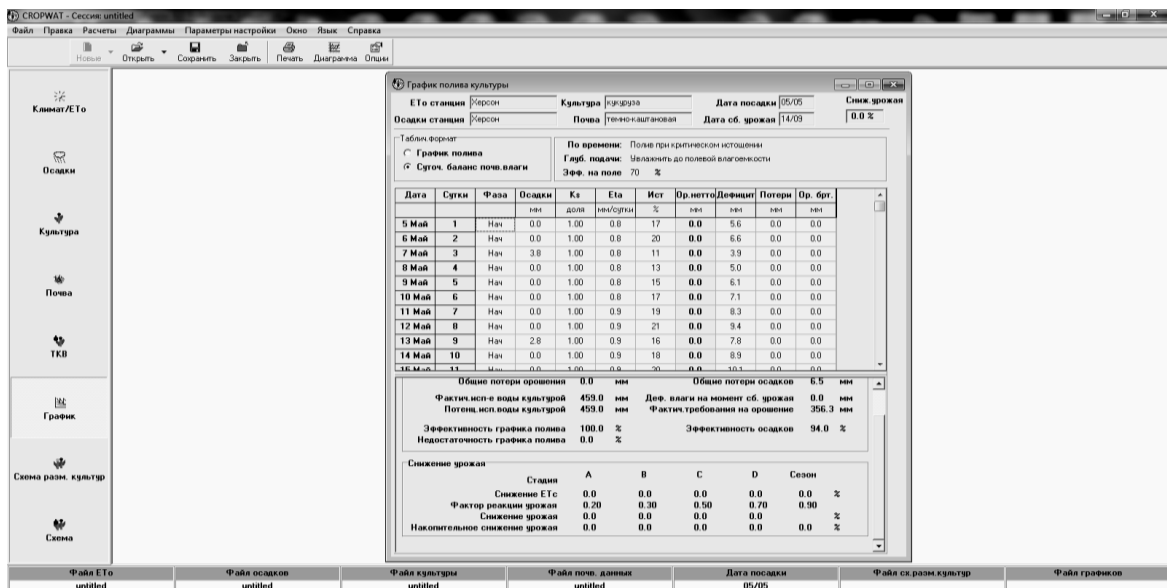 CROPWAT - Сессия: untitled
Файл Правка Расчеты Диаграммы Параметры настройки Окно Язык Справка
Новые Открыть Сохранить Закрыть Печать Диаграмма Опции
Климат/ETo
Осадки
Культура
Почва
ТКВ
График
Схема разм. культур
Схема
График полива культуры
ETo станция Херсон Культура кукуруза Дата посадки 05/05 Сниж.урожая
Осадки станция Херсон Почва темно-каштановая Дата сб. урожая 14/09 0.0 %
Таблич.формат
График полива
Суточ. баланс почв.влаги
По времени: Полив при критическом истощении
Глуб. подачи: Увлажнить до полевой влагоемкости
Эфф. на поле 70 %
Дата Сутки Фаза Осадки Ks Eta Ист Ор.нетто Дефицит Потери Ор. брт.
мм доля мм/сутки % мм мм мм мм
5 Май 1 Нач 0.0 1.00 0.8 17 0.0 5.6 0.0 0.0
6 Май 2 Нач 0.0 1.00 0.8 20 0.0 6.6 0.0 0.0
7 Май 3 Нач 3.8 1.00 0.8 11 0.0 3.9 0.0 0.0
8 Май 4 Нач 0.0 1.00 0.8 13 0.0 5.0 0.0 0.0
9 Май 5 Нач 0.0 1.00 0.8 15 0.0 6.1 0.0 0.0
10 Май 6 Нач 0.0 1.00 0.8 17 0.0 7.1 0.0 0.0
11 Май 7 Нач 0.0 1.00 0.9 19 0.0 8.3 0.0 0.0
12 Май 8 Нач 0.0 1.00 0.9 21 0.0 9.4 0.0 0.0
13 Май 9 Нач 2.8 1.00 0.9 16 0.0 7.8 0.0 0.0
14 Май 10 Нач 0.0 1.00 0.9 18 0.0 8.9 0.0 0.0
15 Май 11 Нач 0.0 1.00 0.9 20 0.0 10.1 0.0 0.0
Общие потери орошения 0.0 мм Общие потери осадков 6.5 мм
Фактич.исп-е воды культурой 459.0 мм Деф. влаги на момент сб. урожая 0.0 мм
Потенц.исп.воды культурой 459.0 мм Фактич.требования на орошение 356.3 мм
Эффективность графика полива 100.0 % Эффективность осадков 94.0 %
Недостаточность графика полива 0.0 %
Снижение урожая
Стадия A B C D Сезон
Снижение ETc 0.0 0.0 0.0 0.0 0.0 %
Фактор реакции урожая 0.20 0.30 0.50 0.70 0.90
Снижение урожая 0.0 0.0 0.0 0.0 %
Накопительное снижение урожая 0.0 0.0 0.0 0.0 0.0 %
Файл ETo Файл осадков Файл культуры Файл почв. данных Дата посадки Файл сх.разм.культур Файл графиков
untitled untitled untitled untitled 05/05